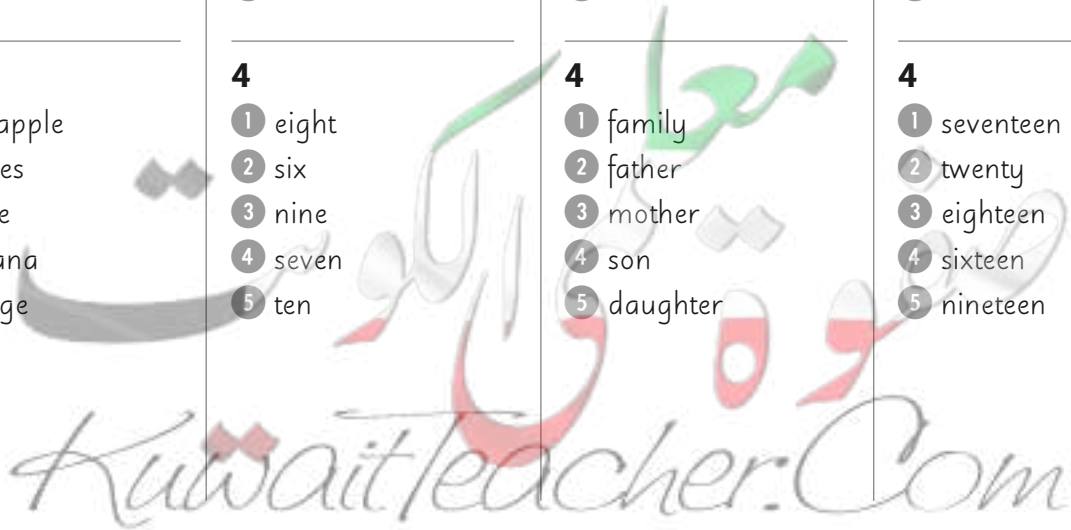 apple
es
e
ana
ge
4
1 eight
2 six
3 nine
4 seven
5 ten
4
1 family
2 father
3 mother
4 son
5 daughter
4
1 seventeen
2 twenty
3 eighteen
4 sixteen
5 nineteen
KuwaitTeacher.Com